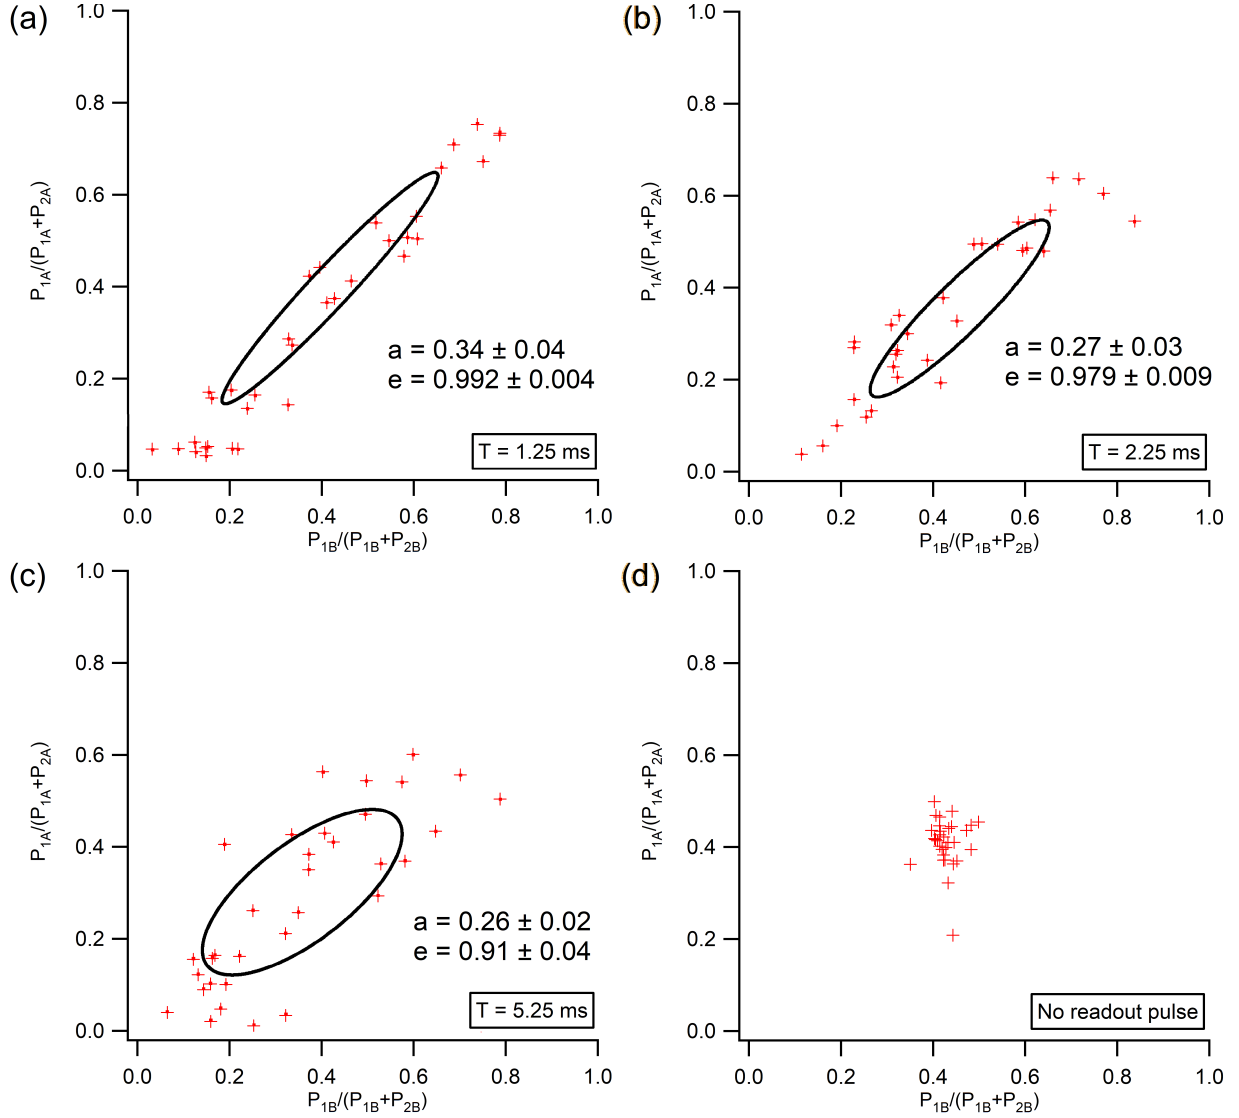 (a)
1.0
0.8
0.6
0.4
0.2
0.0
P1A/(P1A+P2A)
a = 0.34 ± 0.04
e = 0.992 ± 0.004
T = 1.25 ms
0.0 0.2 0.4 0.6 0.8 1.0
P1B/(P1B+P2B)
(b)
1.0
0.8
0.6
0.4
0.2
0.0
P1A/(P1A+P2A)
a = 0.27 ± 0.03
e = 0.979 ± 0.009
T = 2.25 ms
0.0 0.2 0.4 0.6 0.8 1.0
P1B/(P1B+P2B)
(c)
1.0
0.8
0.6
0.4
0.2
0.0
P1A/(P1A+P2A)
a = 0.26 ± 0.02
e = 0.91 ± 0.04
T = 5.25 ms
0.0 0.2 0.4 0.6 0.8 1.0
P1B/(P1B+P2B)
(d)
1.0
0.8
0.6
0.4
0.2
0.0
P1A/(P1A+P2A)
No readout pulse
0.0 0.2 0.4 0.6 0.8 1.0
P1B/(P1B+P2B)